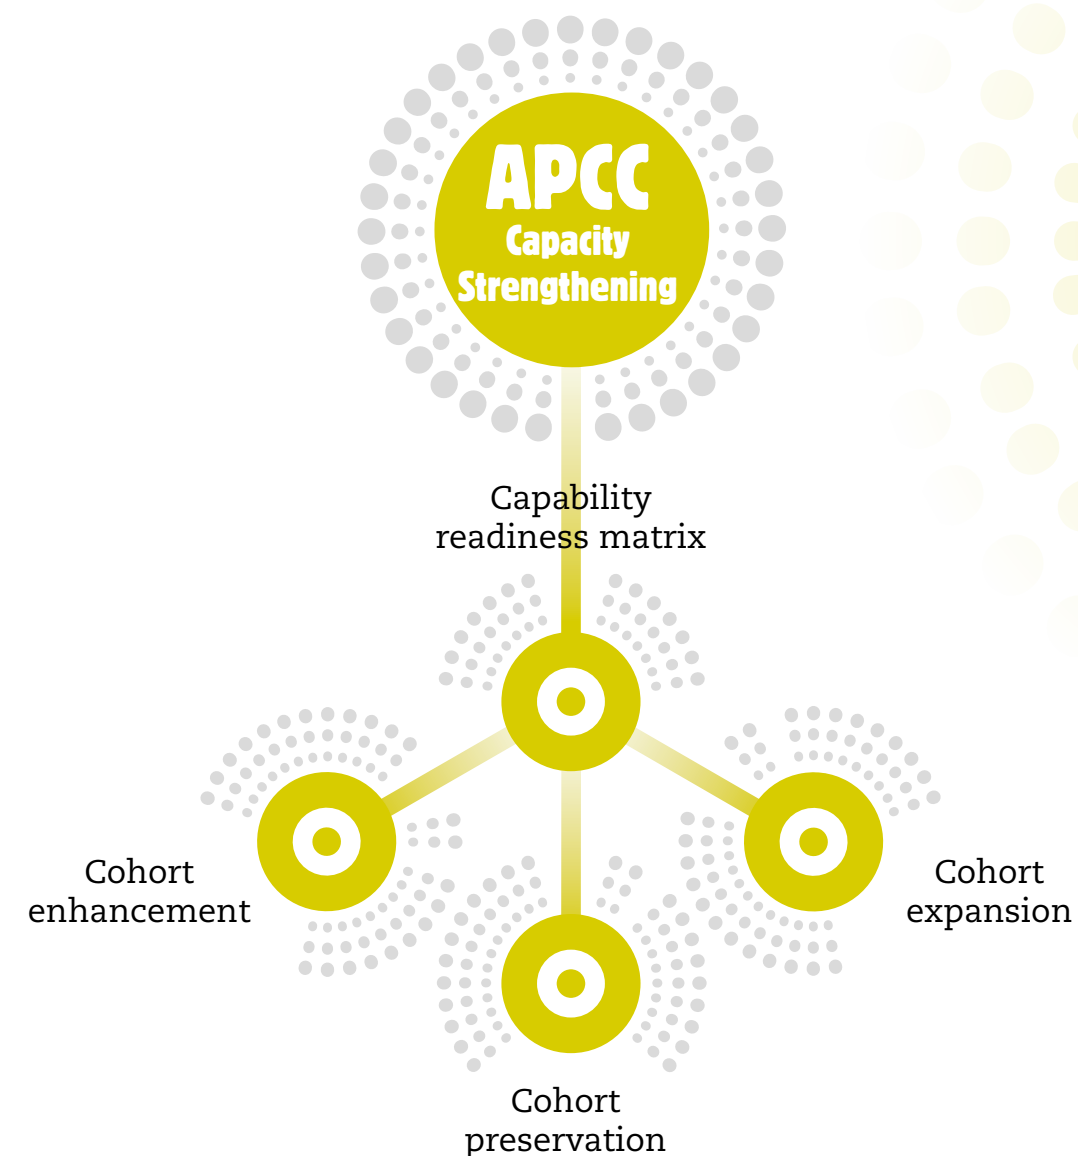 APCC
Capacity
Strengthening
Capability
readiness matrix
Cohort
enhancement
Cohort
expansion
Cohort
preservation